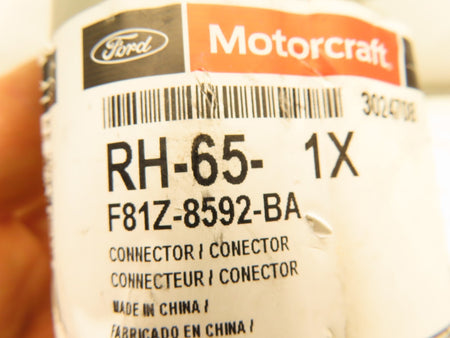 Ford Motorcraft
3024708
RH-65- 1X
F81Z-8592-BA
CONNECTOR / CONECTOR
CONNECTEUR / CONECTOR
MADE IN CHINA /
FABRICADO EN CHINA /